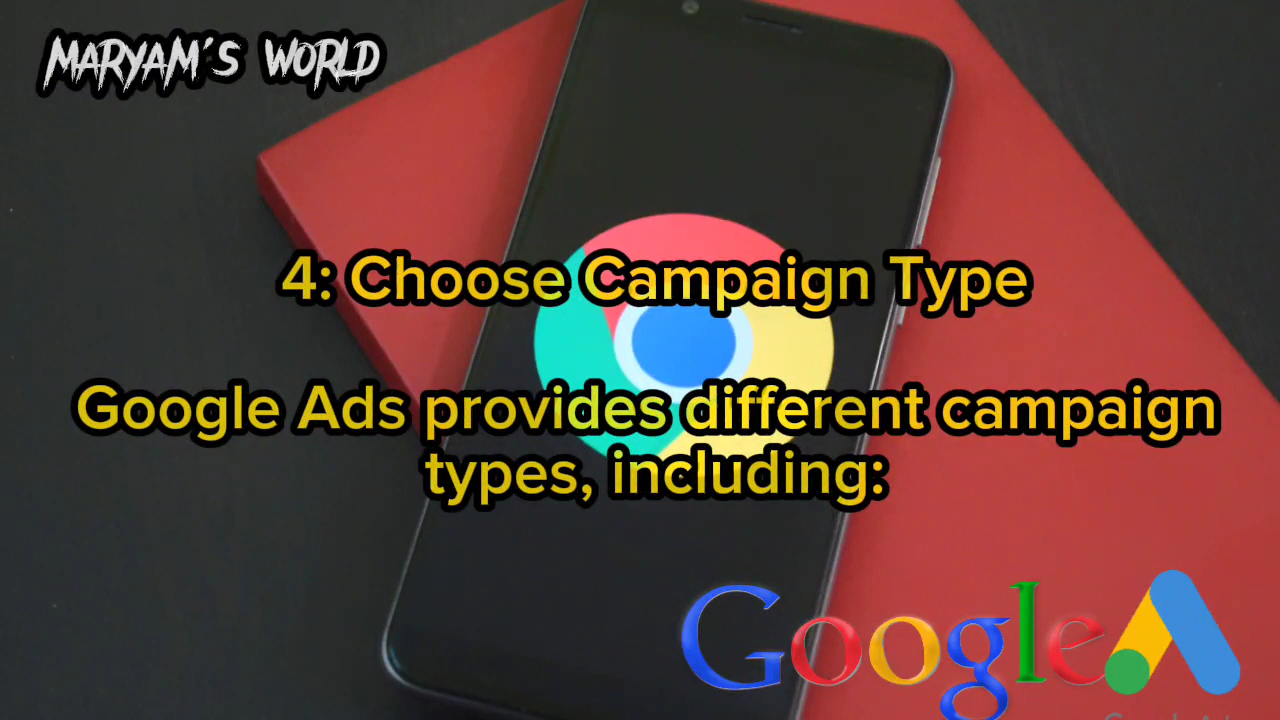 MARYAM'S WORLD
4: Choose Campaign Type
Google Ads provides different campaign
types, including:
Google